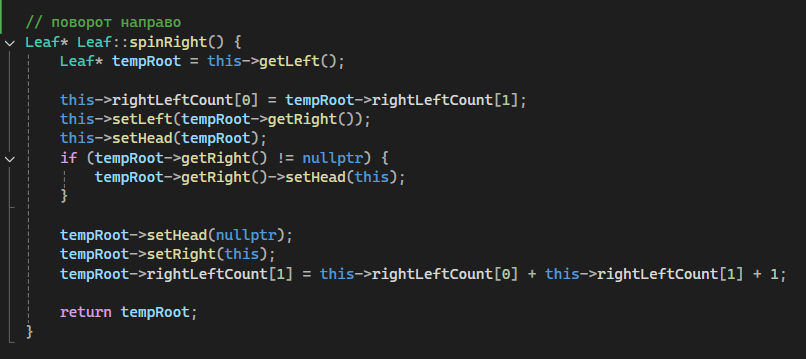 // поворот направо
Leaf* Leaf::spinRight() {
    Leaf* tempRoot = this->getLeft();

    this->rightLeftCount[0] = tempRoot->rightLeftCount[1];
    this->setLeft(tempRoot->getRight());
    this->setHead(tempRoot);
    if (tempRoot->getRight() != nullptr) {
        tempRoot->getRight()->setHead(this);
    }

    tempRoot->setHead(nullptr);
    tempRoot->setRight(this);
    tempRoot->rightLeftCount[1] = this->rightLeftCount[0] + this->rightLeftCount[1] + 1;

    return tempRoot;
}